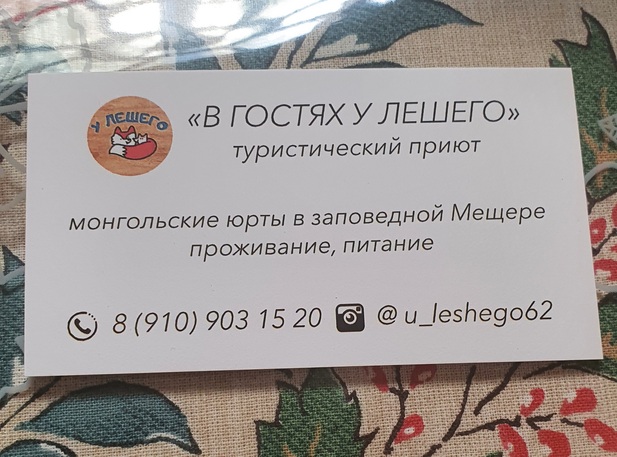 У ЛЕШЕГО
«В ГОСТЯХ У ЛЕШЕГО»
туристический приют
монгольские юрты в заповедной Мещере
проживание, питание
8 (910) 903 15 20 @u_leshego62